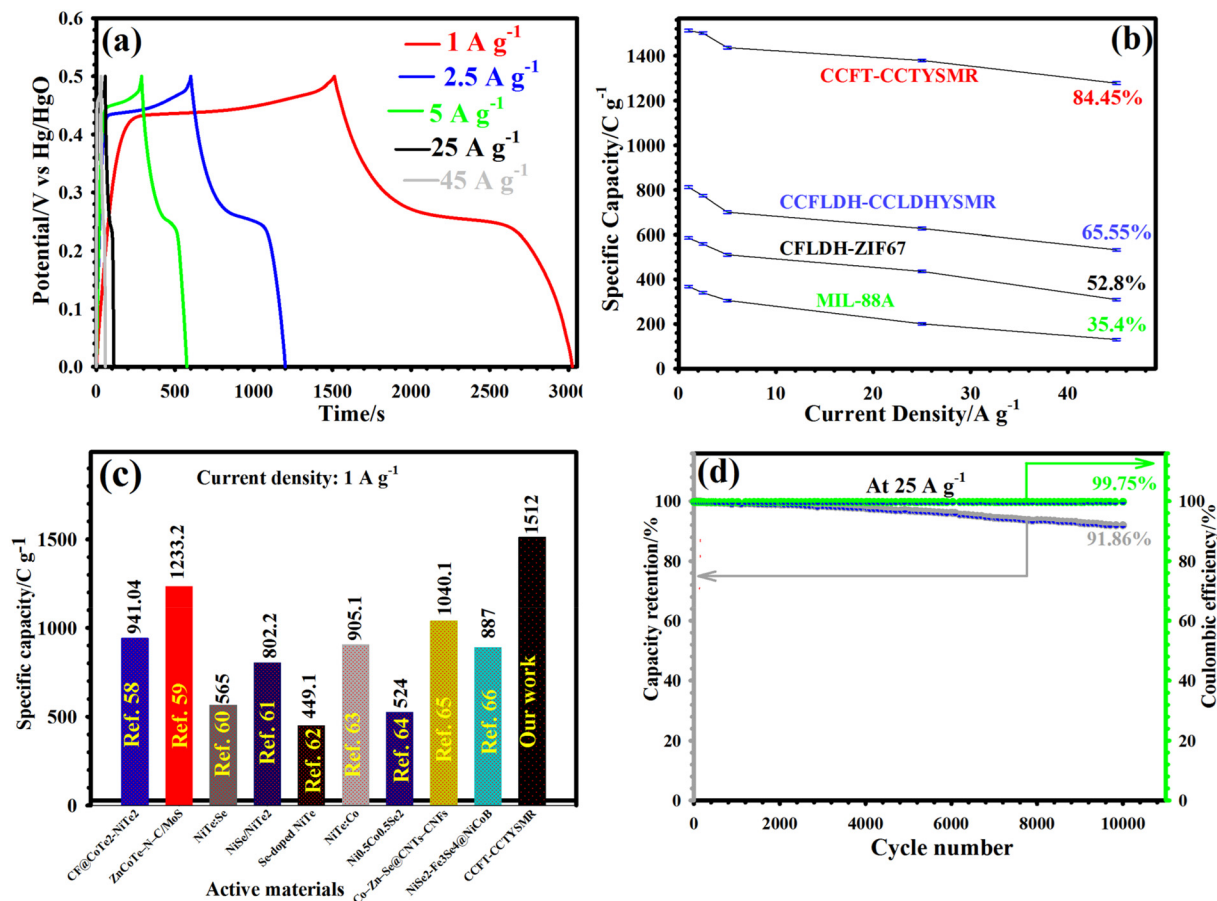 (a)
0.6
0.5
0.4
0.3
0.2
0.1
0.0
Potential/V vs Hg/HgO
1 A g-1
2.5 A g-1
5 A g-1
25 A g-1
45 A g-1
0 500 1000 1500 2000 2500 3000
Time/s
(b)
1400
1200
1000
800
600
400
200
0
Specific Capacity/C g-1
CCFT-CCTYSMR
84.45%
CCFLDH-CCLDHYSMR
65.55%
CFLDH-ZIF67
52.8%
MIL-88A
35.4%
0 10 20 30 40
Current Density/A g-1
(c)
Current density: 1 A g-1
1500
1000
500
0
Specific capacity/C g-1
941.04
1233.2
565
802.2
449.1
905.1
524
1040.1
887
1512
Ref. 58
Ref. 59
Ref. 60
Ref. 61
Ref. 62
Ref. 63
Ref. 64
Ref. 65
Ref. 66
Our work
CF@CoTe2-NiTe2
ZnCoTe–N–C/MoS
NiTe:Se
NiSe/NiTe2
Se-doped NiTe
NiTe:Co
Ni0.5Co0.5Se2
Co–Zn–Se@CNTs–CNFs
NiSe2-Fe3Se4@NiCoB
CCFT-CCTYSMR
Active materials
(d)
At 25 A g-1
99.75%
91.86%
100
80
60
40
20
0
Capacity retention/%
100
80
60
40
20
0
Coulombic efficiency/%
0 2000 4000 6000 8000 10000
Cycle number